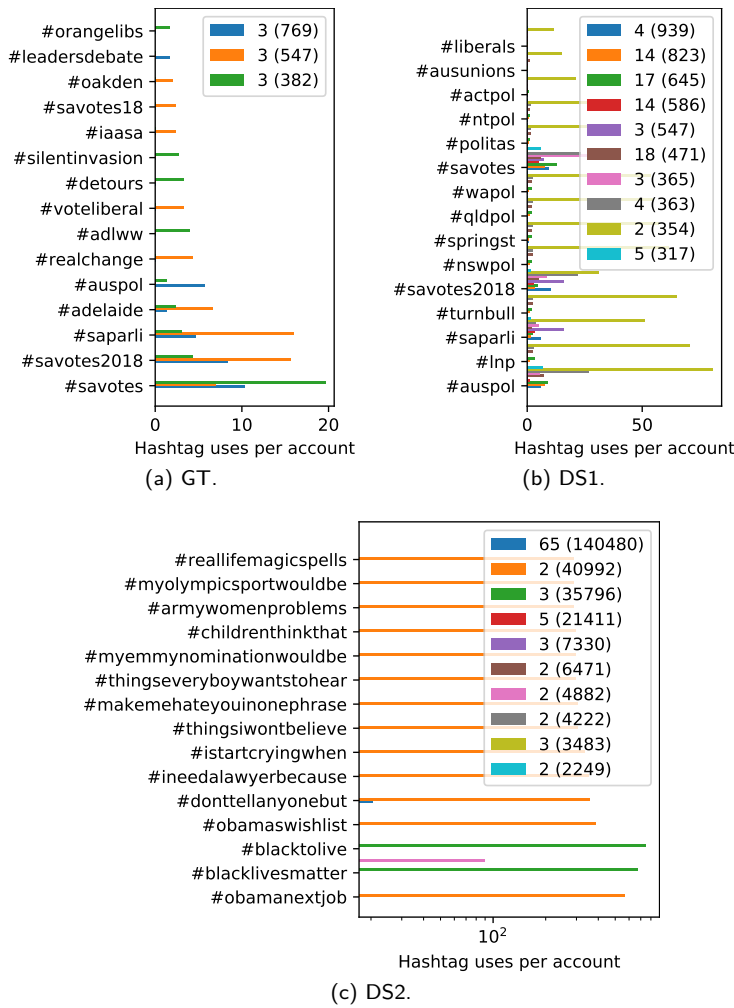 #orangelibs
#leadersdebate
#oakden
#savotes18
#iaasa
#silentinvasion
#detours
#voteliberal
#adlww
#realchange
#auspol
#adelaide
#saparli
#savotes2018
#savotes
3 (769)
3 (547)
3 (382)
0 10 20
Hashtag uses per account
(a) GT.
#liberals
#ausunions
#actpol
#ntpol
#politas
#savotes
#wapol
#qldpol
#springst
#nswpol
#savotes2018
#turnbull
#saparli
#lnp
#auspol
4 (939)
14 (823)
17 (645)
14 (586)
3 (547)
18 (471)
3 (365)
4 (363)
2 (354)
5 (317)
0 50
Hashtag uses per account
(b) DS1.
#reallifemagicspells
#myolympicsportwouldbe
#armywomenproblems
#childrenthinkthat
#myemmynominationwouldbe
#thingseveryboywantstohear
#makemehateyouinonephrase
#thingsiwontbelieve
#istartcryingwhen
#ineedalawyerbecause
#donttellanyonebut
#obamaswishlist
#blacktolive
#blacklivesmatter
#obamanextjob
65 (140480)
2 (40992)
3 (35796)
5 (21411)
3 (7330)
2 (6471)
2 (4882)
2 (4222)
3 (3483)
2 (2249)
10²
Hashtag uses per account
(c) DS2.